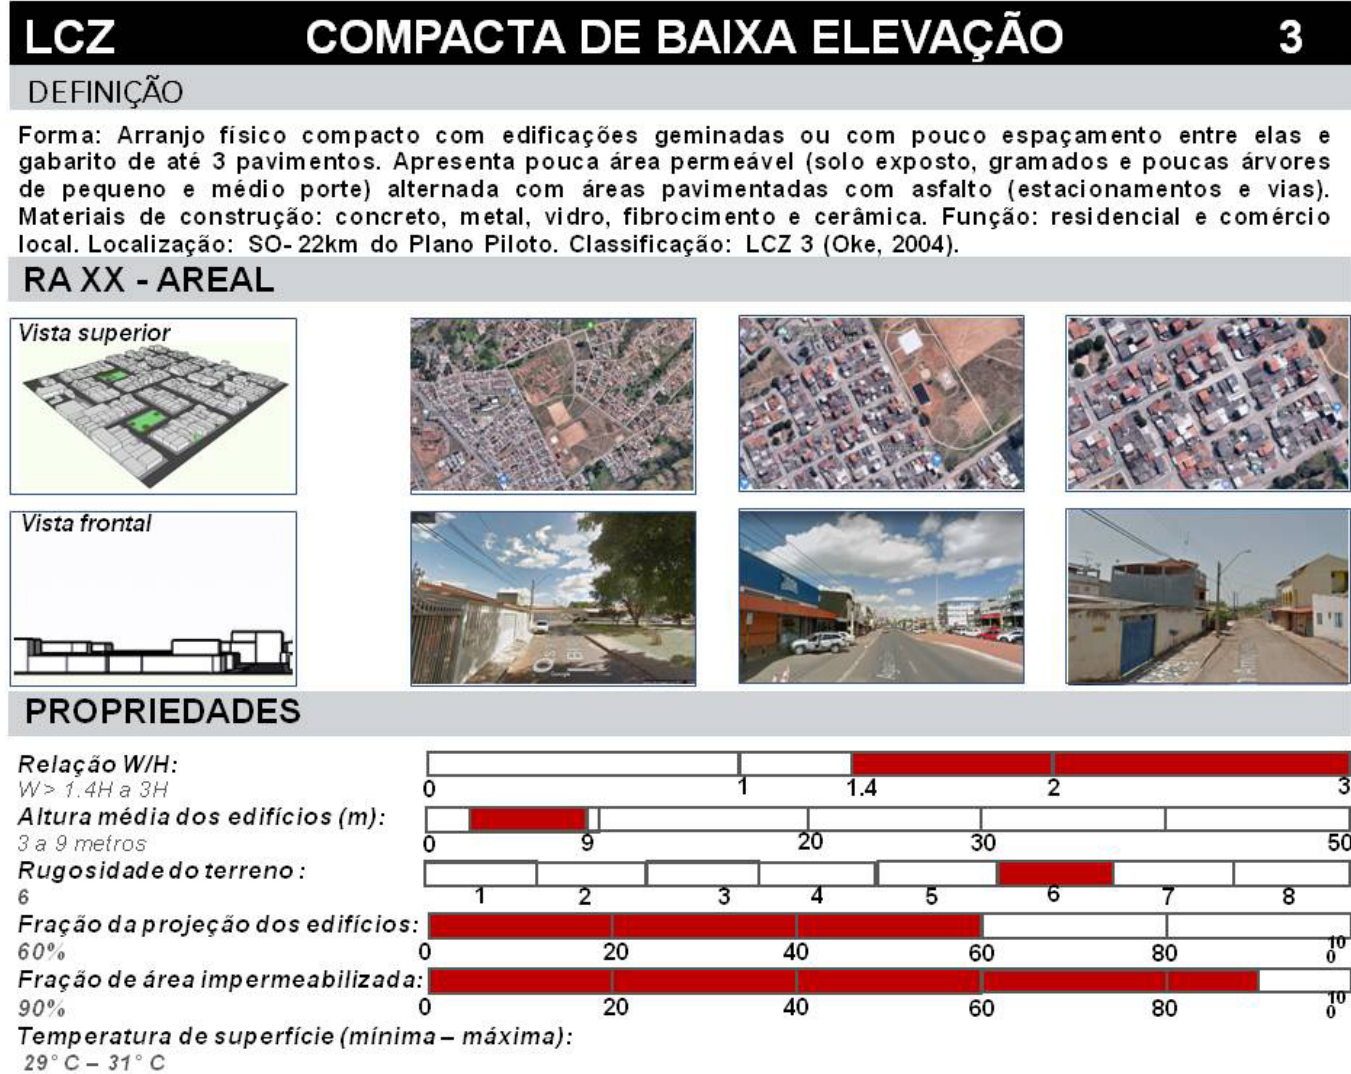 LCZ COMPACTA DE BAIXA ELEVAÇÃO 3
DEFINIÇÃO
Forma: Arranjo físico compacto com edificações geminadas ou com pouco espaçamento entre elas e
gabarito de até 3 pavimentos. Apresenta pouca área permeável (solo exposto, gramados e poucas árvores
de pequeno e médio porte) alternada com áreas pavimentadas com asfalto (estacionamentos e vias).
Materiais de construção: concreto, metal, vidro, fibrocimento e cerâmica. Função: residencial e comércio
local. Localização: SO- 22km do Plano Piloto. Classificação: LCZ 3 (Oke, 2004).
RA XX - AREAL
Vista superior
Vista frontal
Google
PROPRIEDADES
Relação W/H:
W > 1.4H a 3H
0 1 1.4 2 3
Altura média dos edifícios (m):
3 a 9 metros
0 9 20 30 50
Rugosidade do terreno :
6
1 2 3 4 5 6 7 8
Fração da projeção dos edifícios:
60%
0 20 40 60 80 100
Fração de área impermeabilizada:
90%
0 20 40 60 80 100
Temperatura de superfície (mínima – máxima):
29° C – 31° C